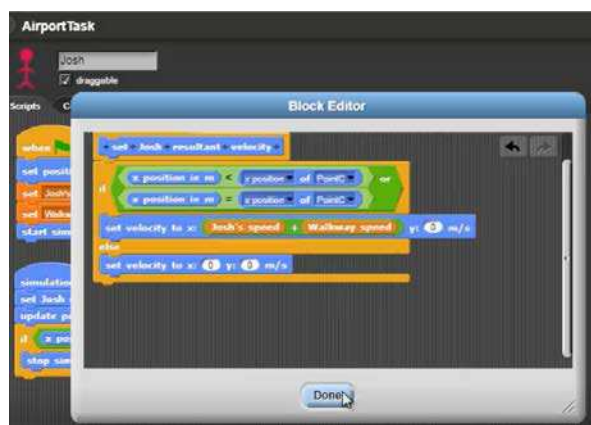 AirportTask
Josh
draggable
Scripts C
Block Editor
when
set positi
set Josh's
set Walkw
start sim
simulation
set Josh
update po
if x pos
stop sim
+ set + Josh + resultant + velocity +
if x position in m < x position of PointC or
x position in m = x position of PointC
set velocity to x: Josh's speed + Walkway speed y: 0 m/s
else
set velocity to x: 0 y: 0 m/s
Done